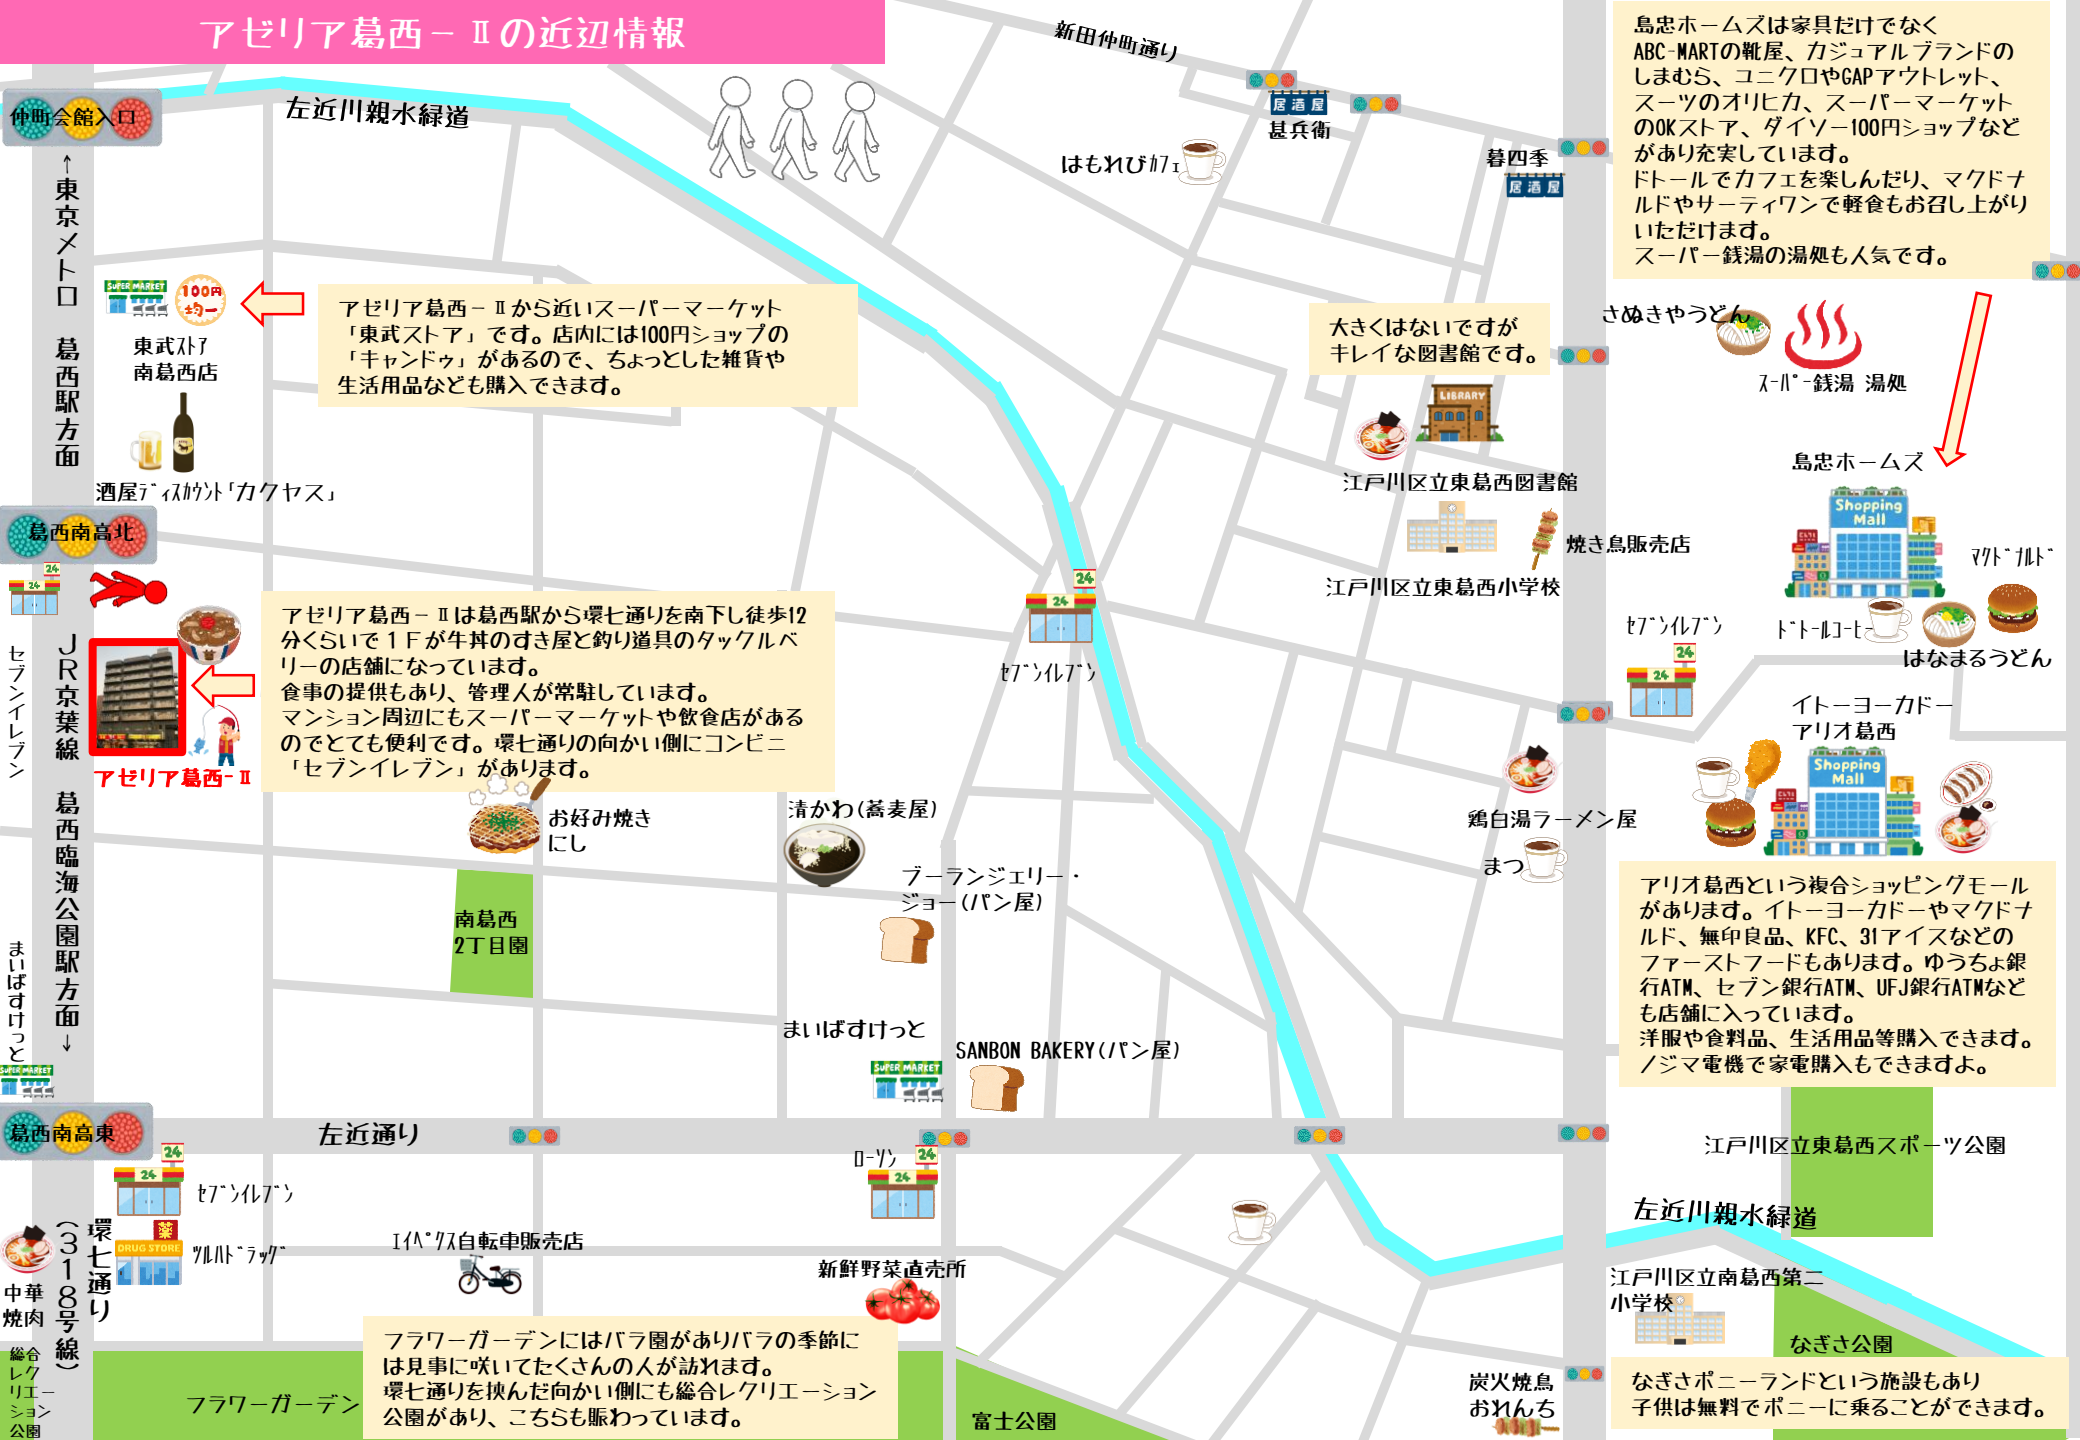 アゼリア葛西－Ⅱの近辺情報
新田仲町通り
左近川親水緑道
仲町会館入口
居酒屋
甚兵衛
はもれびｶﾌｪ
暮四季
居酒屋
島忠ホームズは家具だけでなく
ABC-MARTの靴屋、カジュアルブランドの
しまむら、ユニクロやGAPアウトレット、
スーツのオリヒカ、スーパーマーケット
のOKストア、ダイソー100円ショップなど
があり充実しています。
ドトールでカフェを楽しんだり、マクドナ
ルドやサーティワンで軽食もお召し上がり
いただけます。
スーパー銭湯の湯処も人気です。
←東京メトロ　葛西駅方面
SUPER MARKET
100円
均一
東武ｽﾄｱ
南葛西店
アゼリア葛西－Ⅱから近いスーパーマーケット
「東武ストア」です。店内には100円ショップの
「キャンドゥ」があるので、ちょっとした雑貨や
生活用品なども購入できます。
大きくはないですが
キレイな図書館です。
さぬきやうどん
ｽｰﾊﾟｰ銭湯 湯処
LIBRARY
江戸川区立東葛西図書館
島忠ホームズ
酒屋ﾃﾞｨｽｶｳﾝﾄ｢カクヤス｣
葛西南高北
焼き鳥販売店
江戸川区立東葛西小学校
Shopping
Mall
ﾏｸﾄﾞﾅﾙﾄﾞ
24
24
セブンイレブン
アゼリア葛西－Ⅱは葛西駅から環七通りを南下し徒歩12
分くらいで１Ｆが牛丼のすき屋と釣り道具のタックルベ
リーの店舗になっています。
食事の提供もあり、管理人が常駐しています。
マンション周辺にもスーパーマーケットや飲食店がある
のでとても便利です。環七通りの向かい側にコンビニ
「セブンイレブン」があります。
アゼリア葛西-Ⅱ
24
24
ｾﾌﾞﾝｲﾚﾌﾞﾝ
ｾﾌﾞﾝｲﾚﾌﾞﾝ
24
24
ﾄﾞﾄｰﾙｺｰﾋｰ
はなまるうどん
イトーヨーカドー
アリオ葛西
Shopping
Mall
ＪＲ京葉線　葛西臨海公園駅方面→
お好み焼き
にし
清かわ(蕎麦屋)
ブーランジェリー・
ジョー(パン屋)
鶏白湯ラーメン屋
まつ
南葛西
2丁目園
アリオ葛西という複合ショッピングモール
があります。イトーヨーカドーやマクドナ
ルド、無印良品、KFC、31アイスなどの
ファーストフードもあります。ゆうちょ銀
行ATM、セブン銀行ATM、UFJ銀行ATMなど
も店舗に入っています。
洋服や食料品、生活用品等購入できます。
ノジマ電機で家電購入もできますよ。
まいばすけっと
SUPER MARKET
まいばすけっと
SUPER MARKET
SANBON BAKERY(パン屋)
葛西南高東
左近通り
江戸川区立東葛西スポーツ公園
24
24
ｾﾌﾞﾝｲﾚﾌﾞﾝ
ﾛｰｿﾝ
24
24
環七通り
(３１８号線)
薬
DRUG STORE
ﾂﾙﾊﾄﾞﾗｯｸﾞ
ｴｲﾍﾟｸｽ自転車販売店
新鮮野菜直売所
左近川親水緑道
江戸川区立南葛西第二
小学校
中華
焼肉
総合
レク
リエー
ション
公園
フラワーガーデン
フラワーガーデンにはバラ園がありバラの季節に
は見事に咲いてたくさんの人が訪れます。
環七通りを挟んだ向かい側にも総合レクリエーション
公園があり、こちらも賑わっています。
富士公園
炭火焼鳥
おれんち
なぎさ公園
なぎさポニーランドという施設もあり
子供は無料でポニーに乗ることができます。